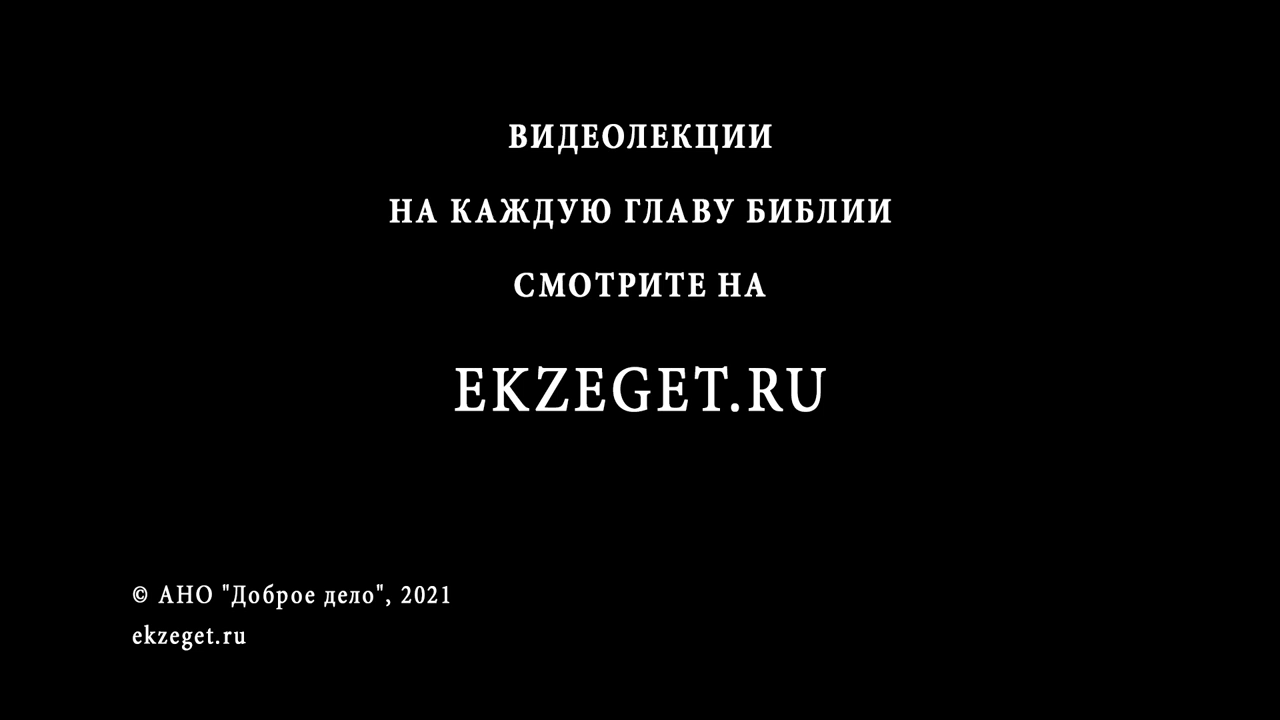 ВИДЕОЛЕКЦИИ
НА КАЖДУЮ ГЛАВУ БИБЛИИ
СМОТРИТЕ НА
EKZEGET.RU
© АНО "Доброе дело", 2021
ekzeget.ru